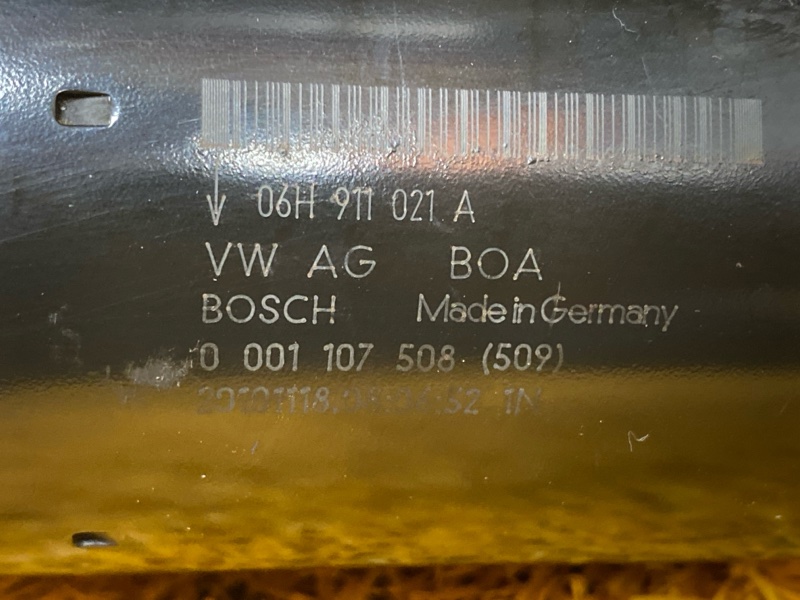 06H 911 021 A
VW AG BOA
BOSCH Made in Germany
0 001 107 508 (509)